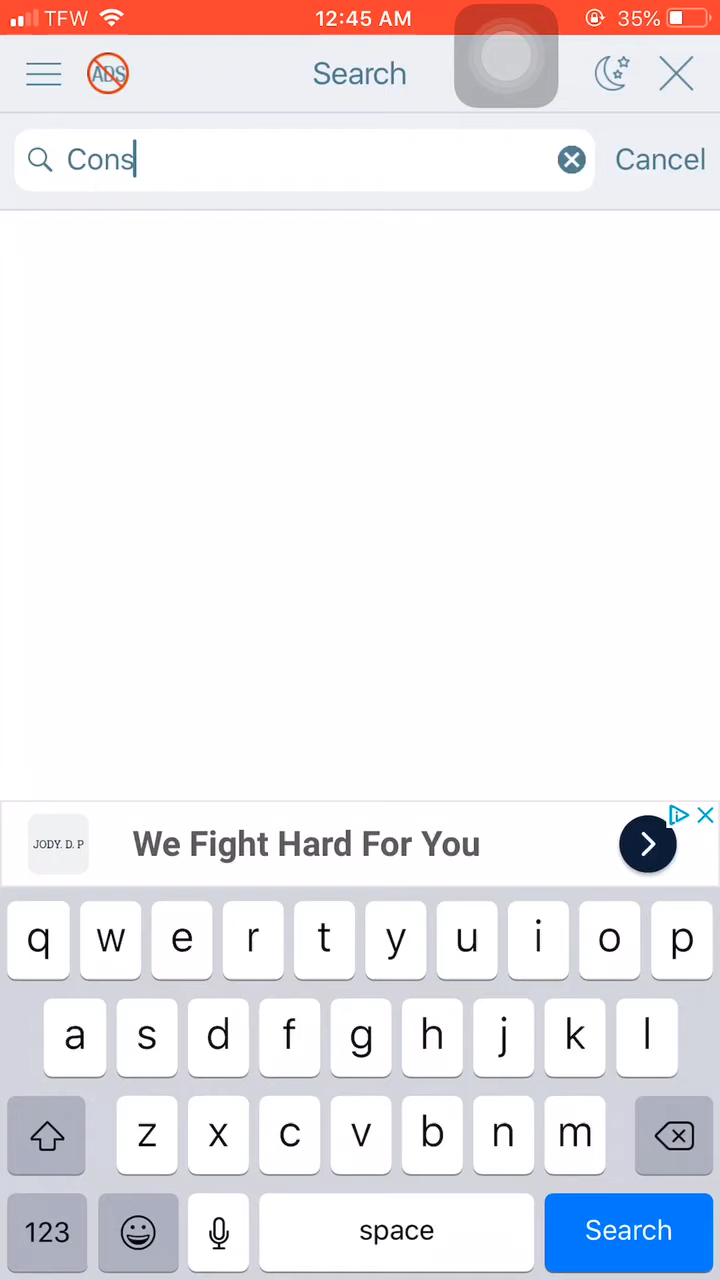 TFW 12:45 AM 35%
ADS Search
Cons Cancel
JODY. D. P We Fight Hard For You
q w e r t y u i o p
a s d f g h j k l
z x c v b n m
123 space Search